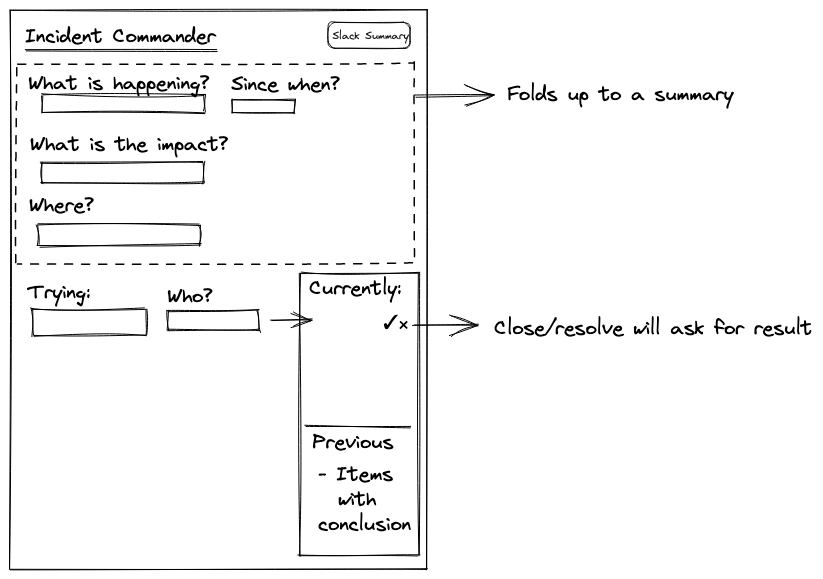 Incident Commander
Slack Summary
What is happening?
Since when?
Folds up to a summary
What is the impact?
Where?
Trying:
Who?
Currently:
✓×
Close/resolve will ask for result
Previous
- Items
with
conclusion